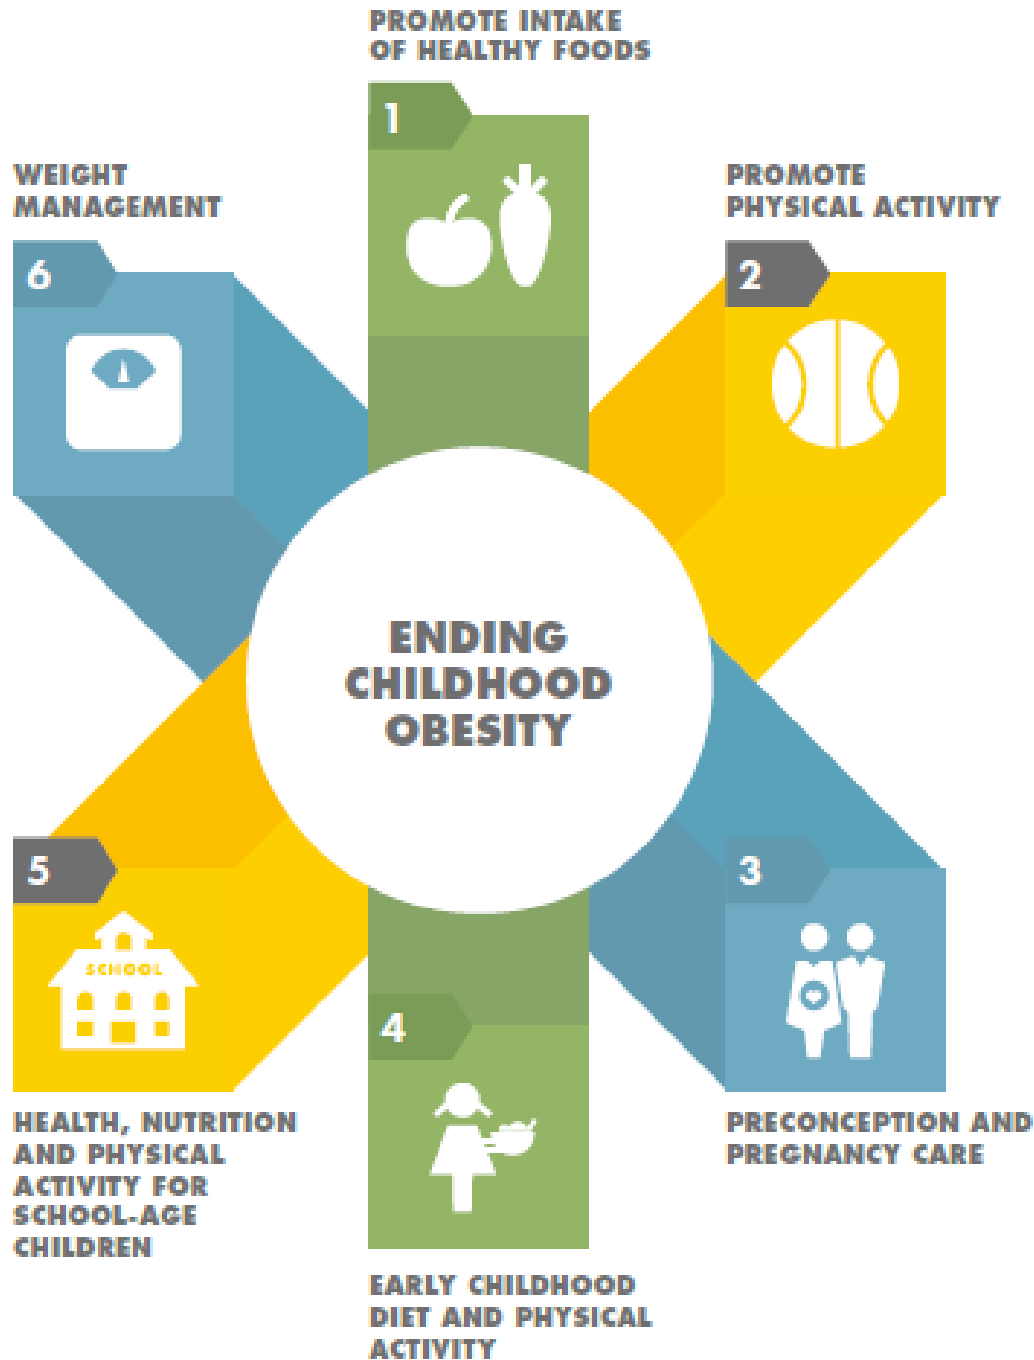 PROMOTE INTAKE
OF HEALTHY FOODS
1
WEIGHT
MANAGEMENT
6
PROMOTE
PHYSICAL ACTIVITY
2
ENDING
CHILDHOOD
OBESITY
5
SCHOOL
HEALTH, NUTRITION
AND PHYSICAL
ACTIVITY FOR
SCHOOL-AGE
CHILDREN
3
PRECONCEPTION AND
PREGNANCY CARE
4
EARLY CHILDHOOD
DIET AND PHYSICAL
ACTIVITY